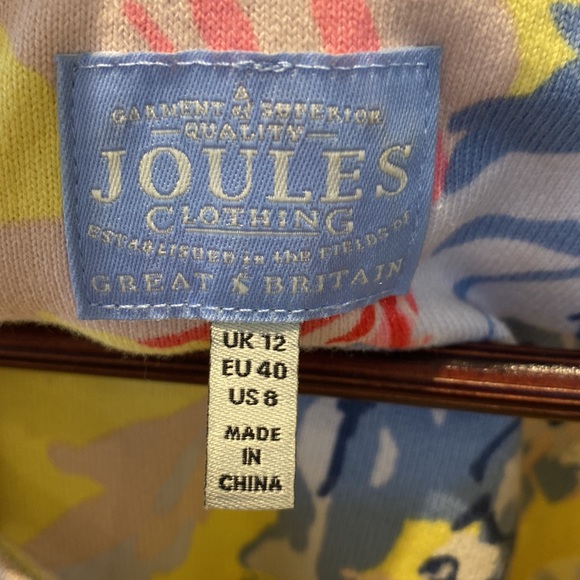 A
GARMENT of SUPERIOR
QUALITY
JOULES
CLOTHING
ESTABLISHED in the FIELDS OF
GREAT & BRITAIN
UK 12
EU 40
US 8
MADE
IN
CHINA